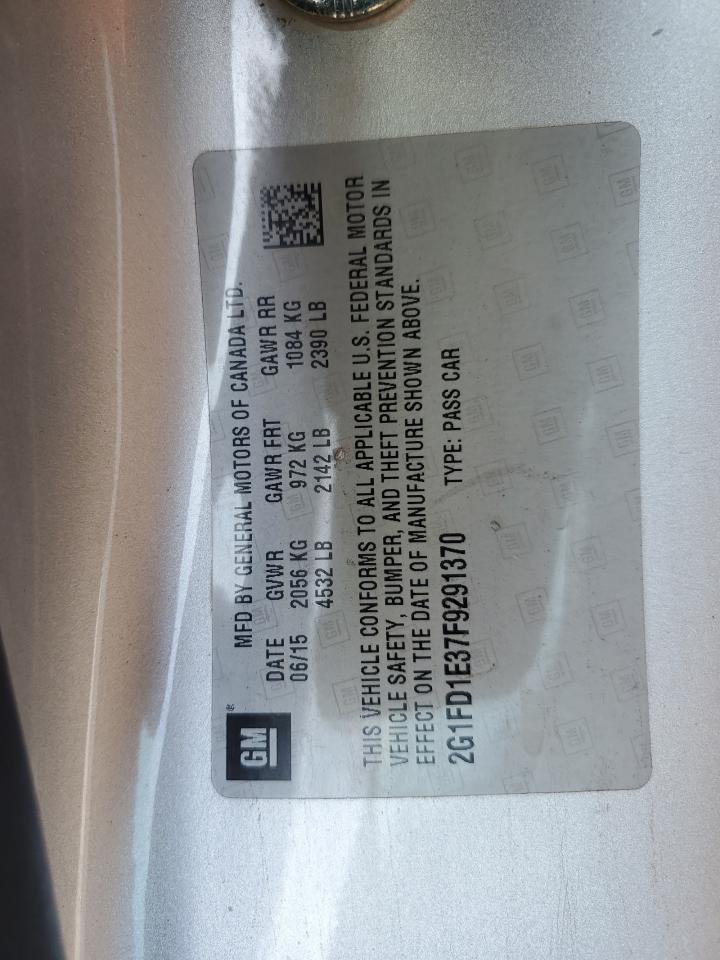 GM®
MFD BY GENERAL MOTORS OF CANADA LTD.
DATE GVWR GAWR FRT GAWR RR
06/15 2056 KG 972 KG 1084 KG
4532 LB 2142 LB 2390 LB
THIS VEHICLE CONFORMS TO ALL APPLICABLE U.S. FEDERAL MOTOR
VEHICLE SAFETY, BUMPER, AND THEFT PREVENTION STANDARDS IN
EFFECT ON THE DATE OF MANUFACTURE SHOWN ABOVE.
2G1FD1E37F9291370 TYPE: PASS CAR